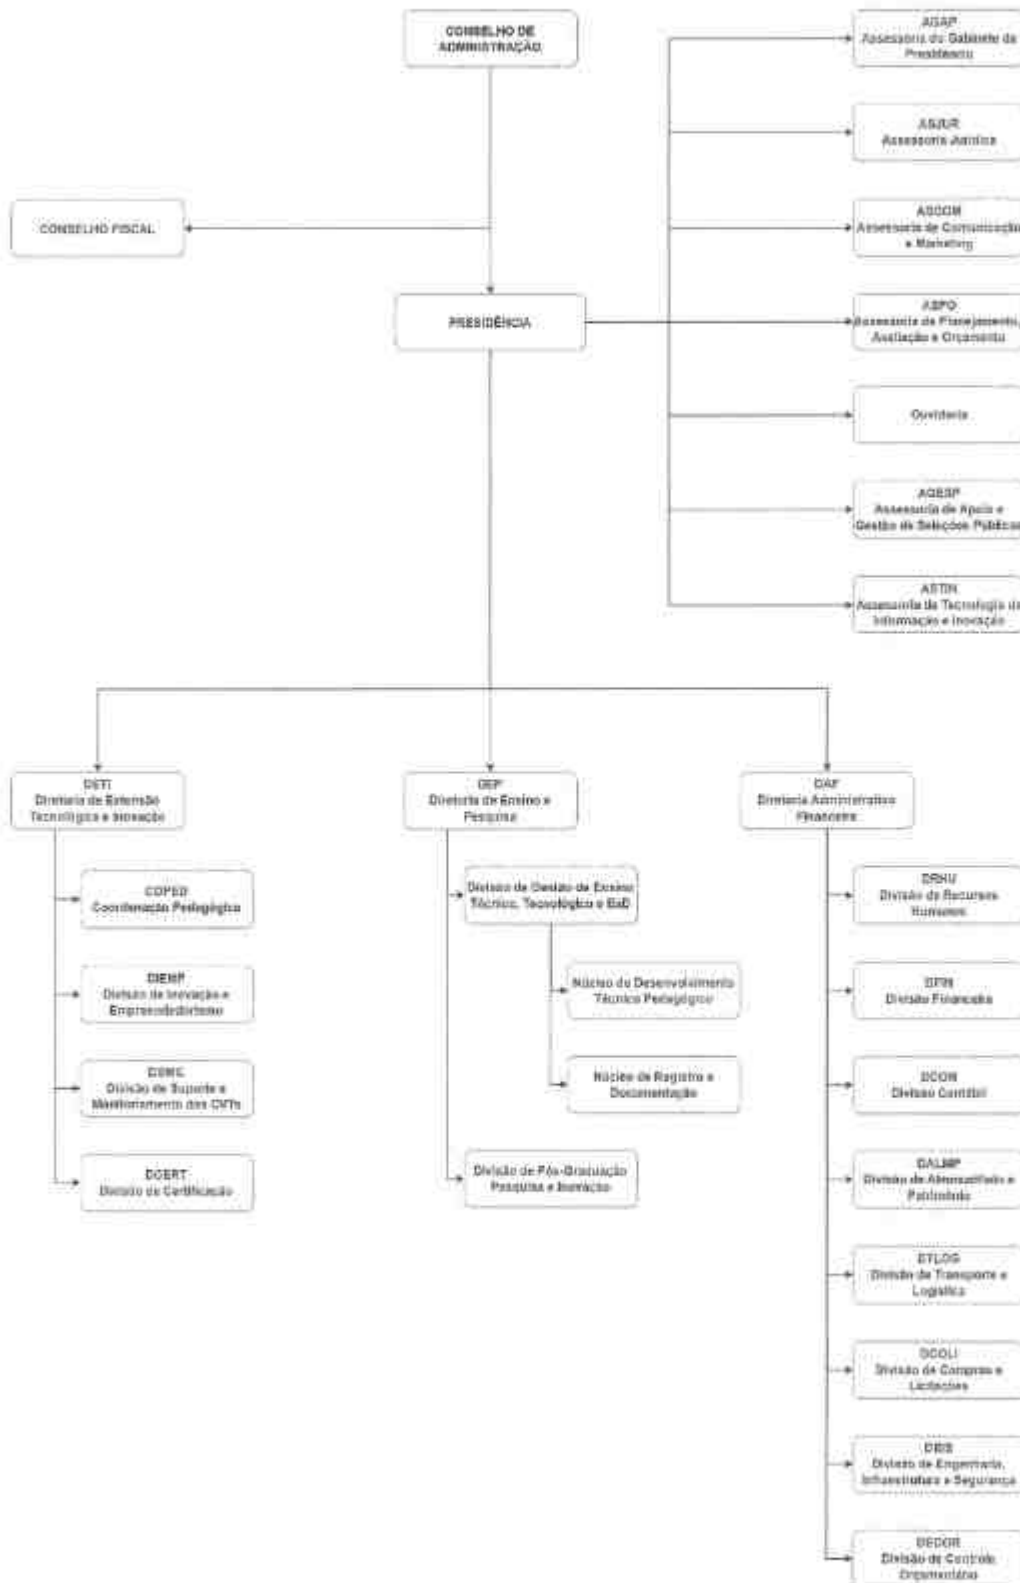 CONSELHO DE
ADMINISTRAÇÃO
AGAP
Assessoria do Gabinete da
Presidência
ASJUR
Assessoria Jurídica
CONSELHO FISCAL
ASCOM
Assessoria de Comunicação
e Marketing
PRESIDÊNCIA
ASPO
Assessoria de Planejamento,
Avaliação e Orçamento
Ouvidoria
AGESP
Assessoria de Apoio e
Gestão de Seleções Públicas
ASTIN
Assessoria de Tecnologia da
Informação e Inovação
DETI
Diretoria de Extensão
Tecnológica e Inovação
DEP
Diretoria de Ensino e
Pesquisa
DAF
Diretoria Administrativo
Financeira
COPED
Coordenação Pedagógica
DIEMP
Divisão de Inovação e
Empreendedorismo
DSMC
Divisão de Suporte e
Monitoramento dos CVTs
DCERT
Divisão de Certificação
Divisão de Gestão de Ensino
Técnico, Tecnológico e EaD
Núcleo de Desenvolvimento
Técnico Pedagógico
Núcleo de Registro e
Documentação
Divisão de Pós-Graduação
Pesquisa e Inovação
DRHU
Divisão de Recursos
Humanos
DFIN
Divisão Financeira
DCON
Divisão Contábil
DALMP
Divisão de Almoxarifado e
Patrimônio
DTLOG
Divisão de Transporte e
Logística
DCOLI
Divisão de Compras e
Licitações
DEIS
Divisão de Engenharia,
Infraestrutura e Segurança
DECOR
Divisão de Controle
Orçamentário